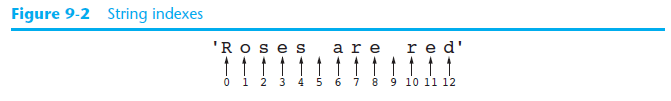 Figure 9-2 String indexes
'Roses are red'
0 1 2 3 4 5 6 7 8 9 10 11 12